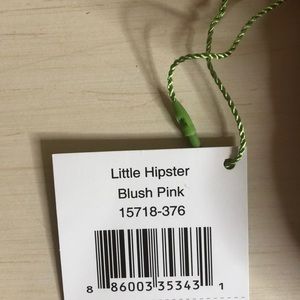 Little Hipster
Blush Pink
15718-376
8 86003 35343 1